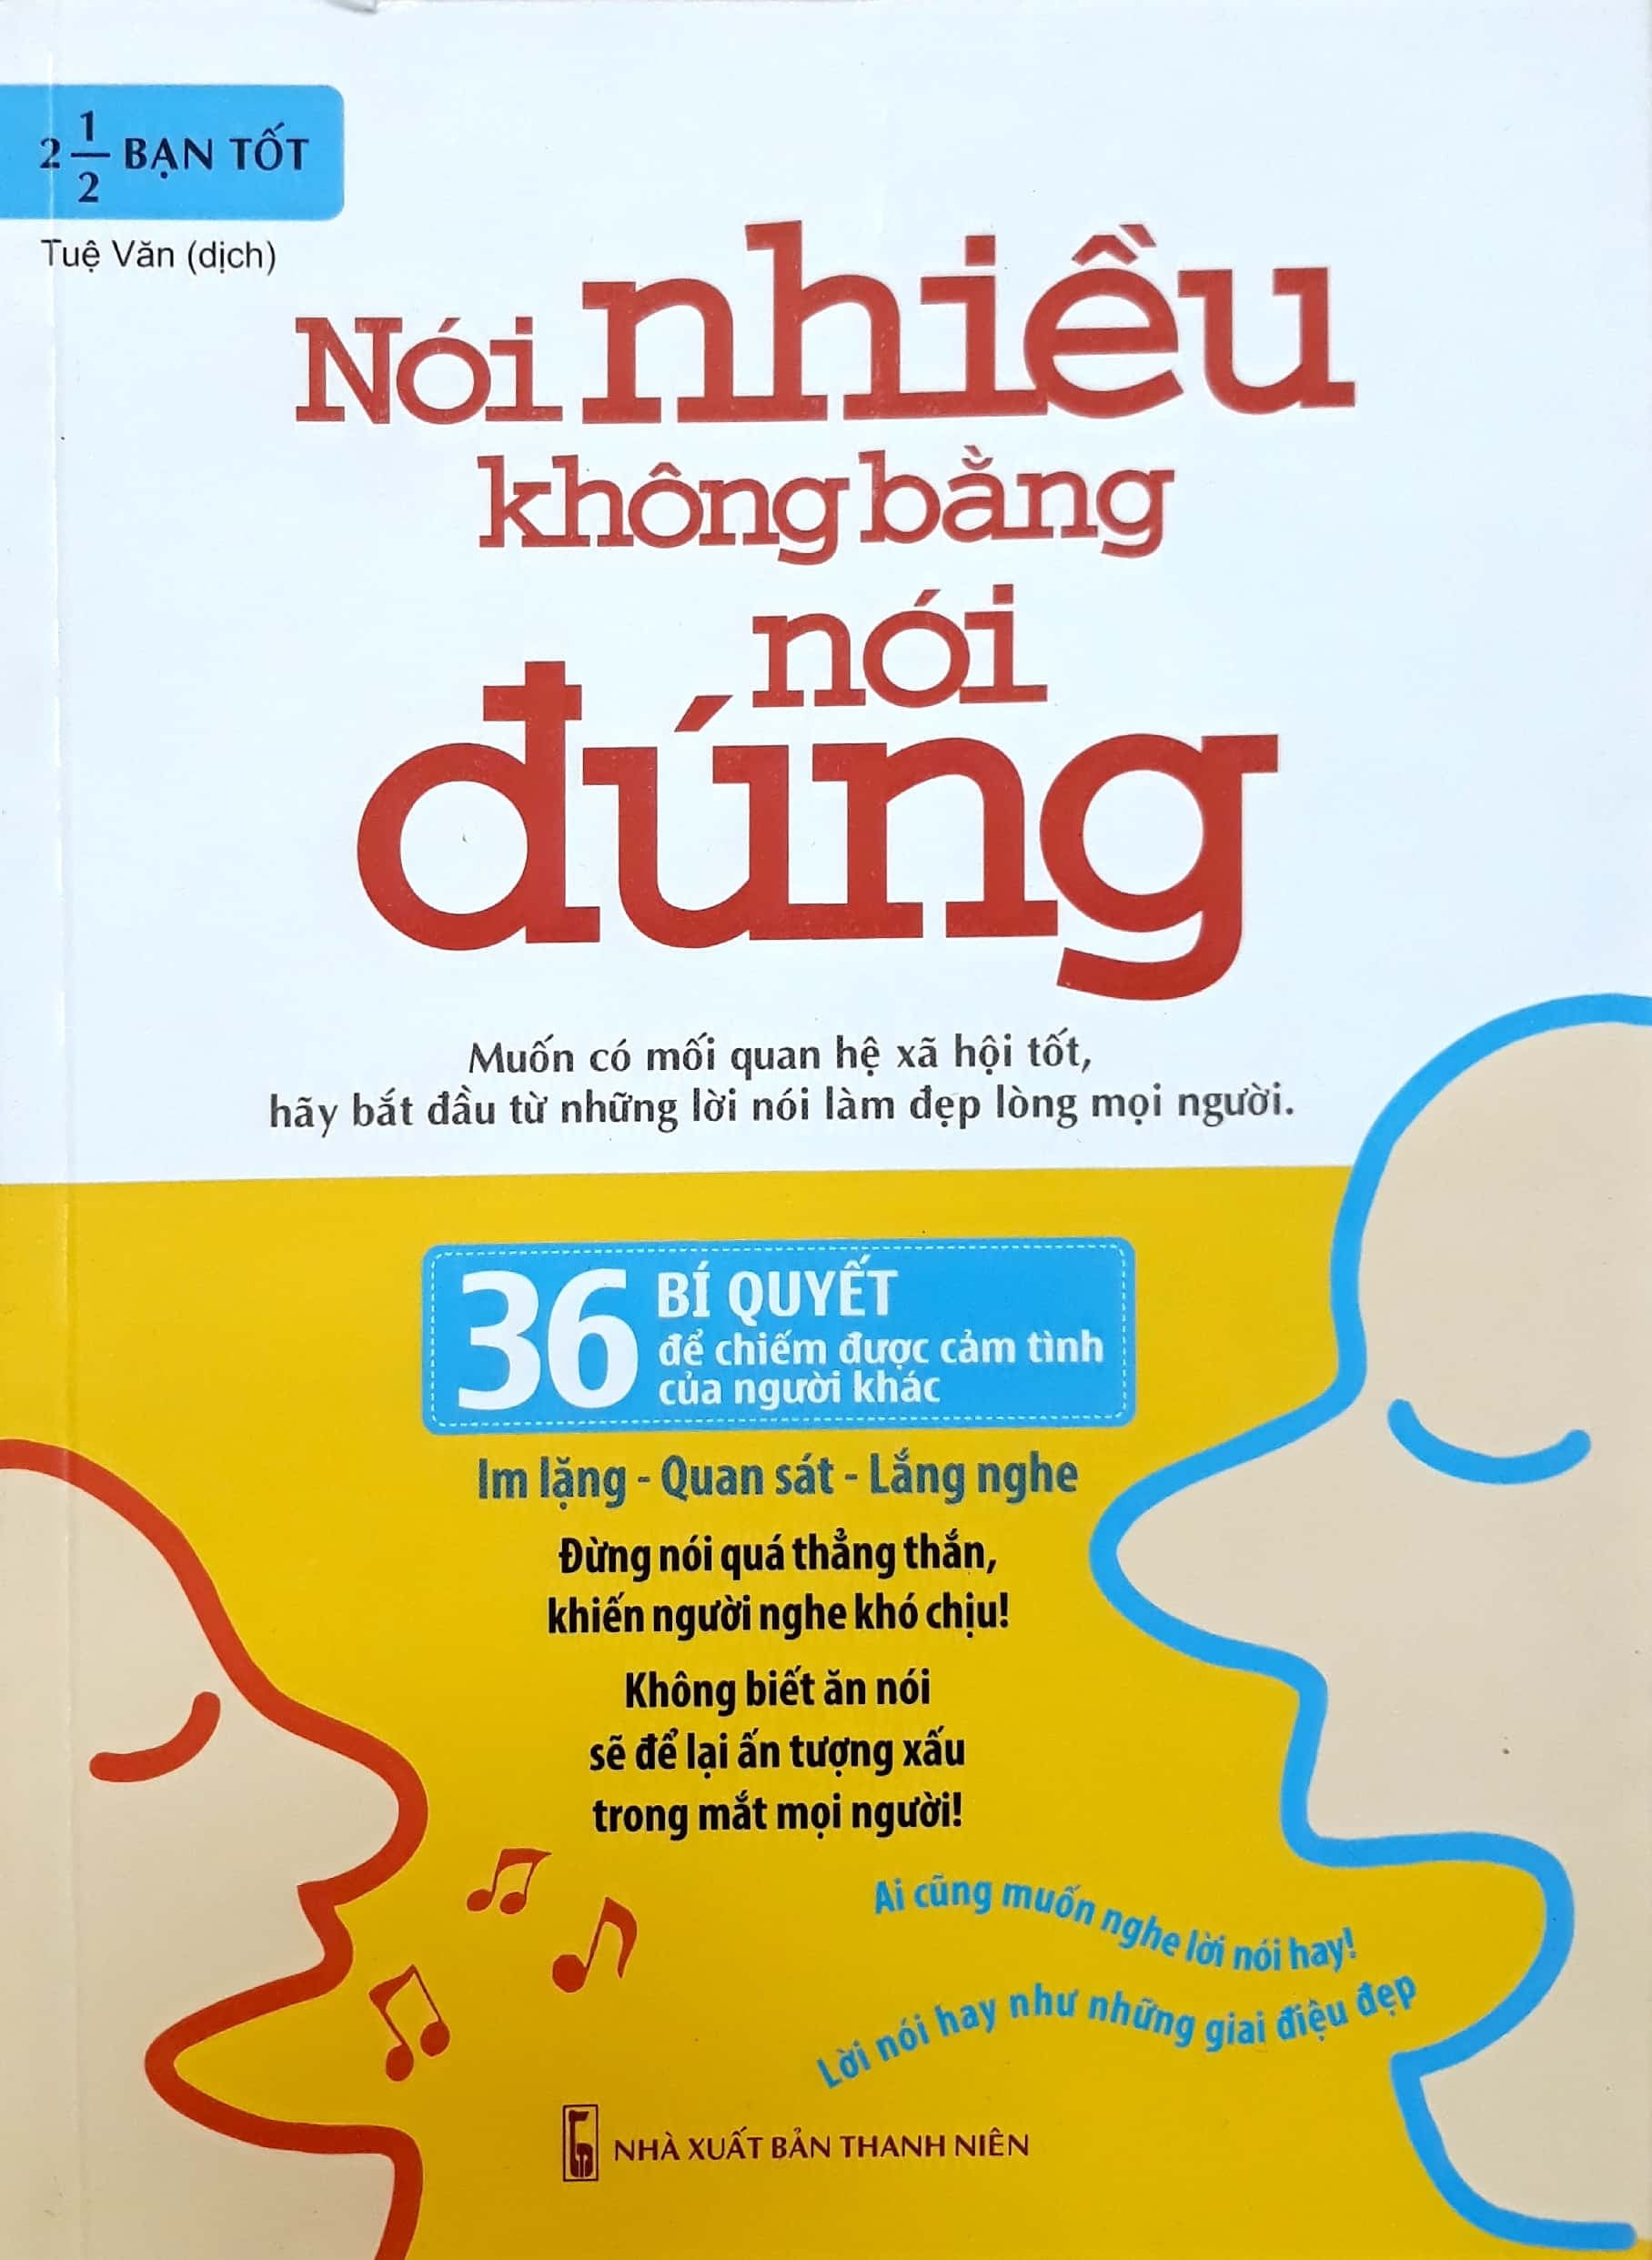 2 1/2 BẠN TỐT
Tuệ Văn (dịch)
Nói nhiều
không bằng
nói
đúng
Muốn có mối quan hệ xã hội tốt,
hãy bắt đầu từ những lời nói làm đẹp lòng mọi người.
36 BÍ QUYẾT
để chiếm được cảm tình
của người khác
Im lặng - Quan sát - Lắng nghe
Đừng nói quá thẳng thắn,
khiến người nghe khó chịu!
Không biết ăn nói
sẽ để lại ấn tượng xấu
trong mắt mọi người!
Ai cũng muốn nghe lời nói hay!
Lời nói hay như những giai điệu đẹp
NHÀ XUẤT BẢN THANH NIÊN